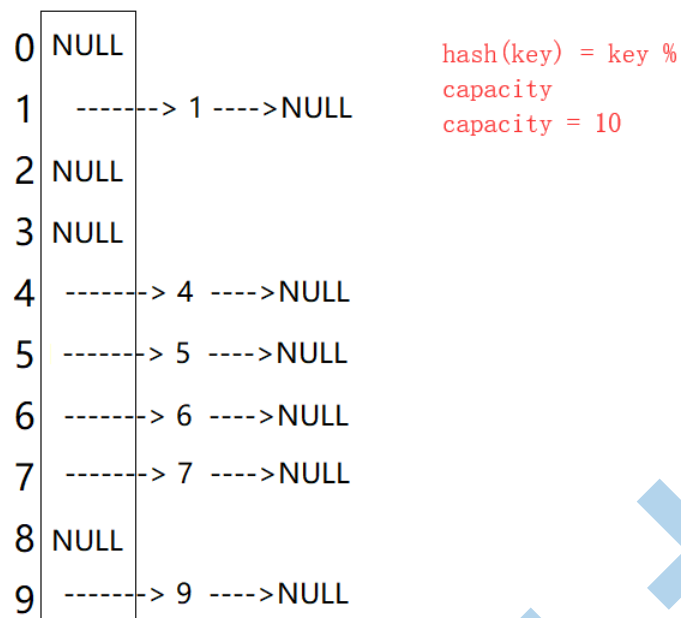 0 NULL
hash(key) = key %
capacity
capacity = 10
1 -------> 1 ---->NULL
2 NULL
3 NULL
4 -------> 4 ---->NULL
5 -------> 5 ---->NULL
6 -------> 6 ---->NULL
7 -------> 7 ---->NULL
8 NULL
9 -------> 9 ---->NULL